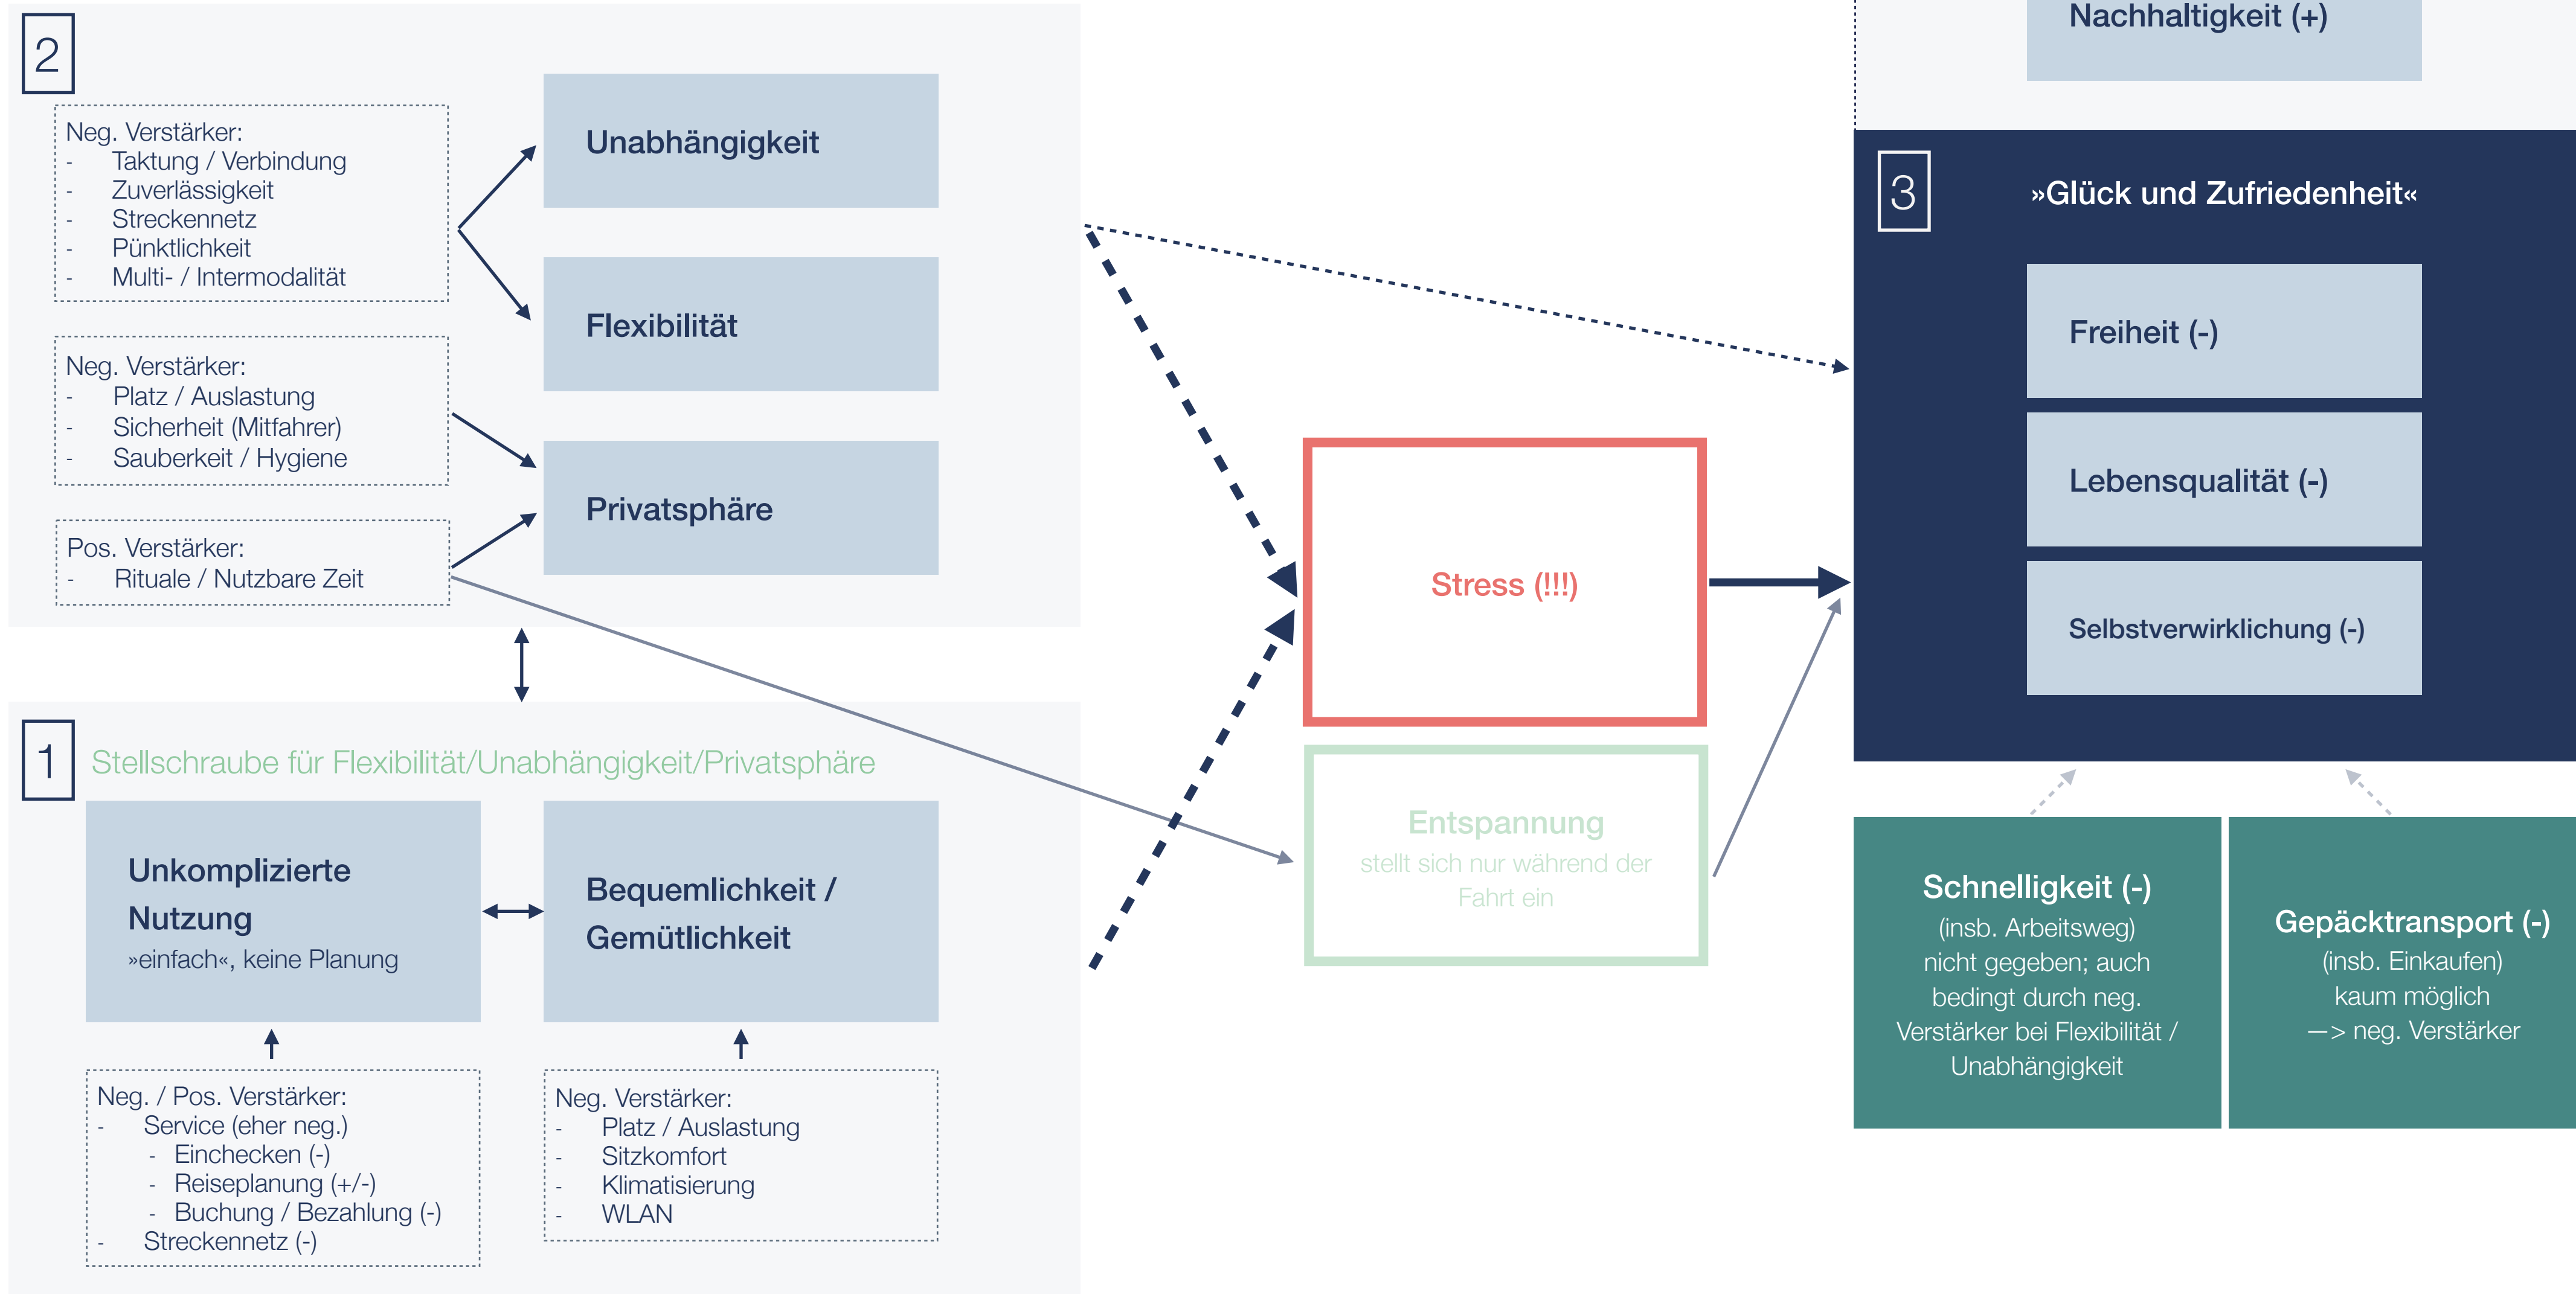 2
Neg. Verstärker:
- Taktung / Verbindung
- Zuverlässigkeit
- Streckennetz
- Pünktlichkeit
- Multi- / Intermodalität
Unabhängigkeit
Flexibilität
Neg. Verstärker:
- Platz / Auslastung
- Sicherheit (Mitfahrer)
- Sauberkeit / Hygiene
Privatsphäre
Pos. Verstärker:
- Rituale / Nutzbare Zeit
1
Stellschraube für Flexibilität/Unabhängigkeit/Privatsphäre
Unkomplizierte
Nutzung
»einfach«, keine Planung
Bequemlichkeit /
Gemütlichkeit
Neg. / Pos. Verstärker:
- Service (eher neg.)
- Einchecken (-)
- Reiseplanung (+/-)
- Buchung / Bezahlung (-)
- Streckennetz (-)
Neg. Verstärker:
- Platz / Auslastung
- Sitzkomfort
- Klimatisierung
- WLAN
Stress (!!!)
Entspannung
stellt sich nur während der
Fahrt ein
Nachhaltigkeit (+)
3
»Glück und Zufriedenheit«
Freiheit (-)
Lebensqualität (-)
Selbstverwirklichung (-)
Schnelligkeit (-)
(insb. Arbeitsweg)
nicht gegeben; auch
bedingt durch neg.
Verstärker bei Flexibilität /
Unabhängigkeit
Gepäcktransport (-)
(insb. Einkaufen)
kaum möglich
—> neg. Verstärker